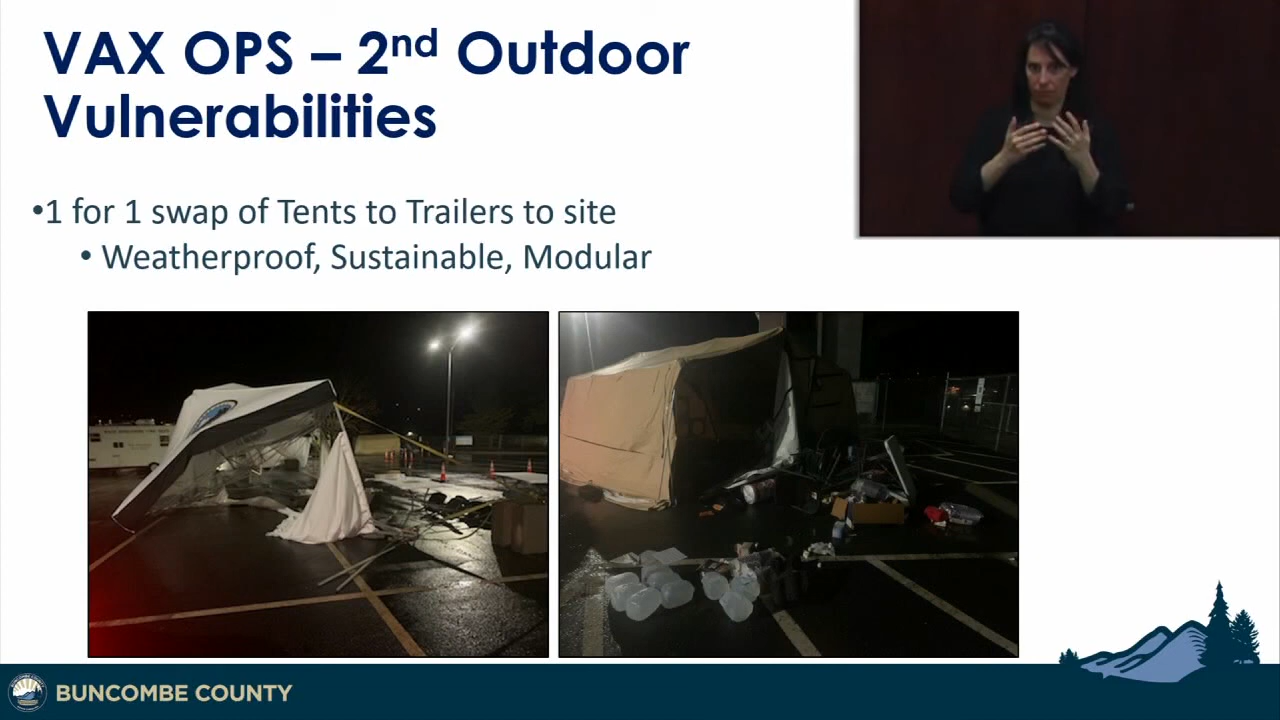 VAX OPS – 2nd Outdoor
Vulnerabilities
•1 for 1 swap of Tents to Trailers to site
• Weatherproof, Sustainable, Modular
BUNCOMBE COUNTY